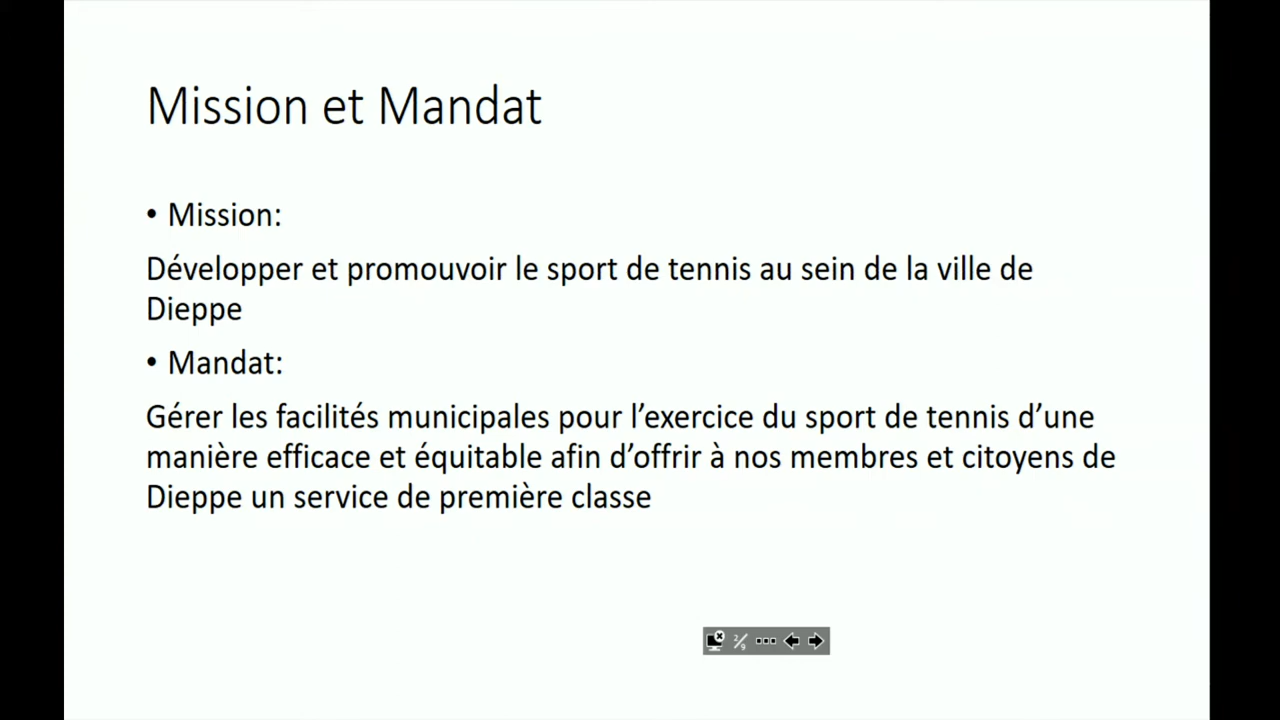 Mission et Mandat
• Mission:
Développer et promouvoir le sport de tennis au sein de la ville de
Dieppe
• Mandat:
Gérer les facilités municipales pour l’exercice du sport de tennis d’une
manière efficace et équitable afin d’offrir à nos membres et citoyens de
Dieppe un service de première classe
2/9